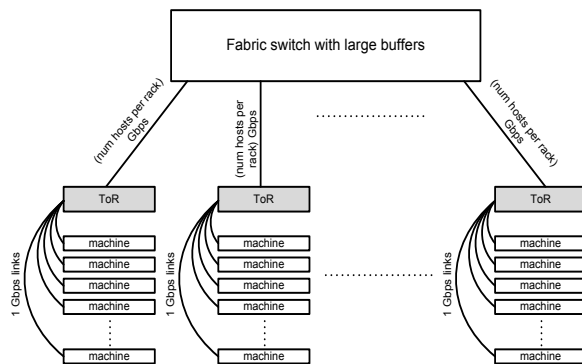 Fabric switch with large buffers
(num hosts per rack)
Gbps
(num hosts per
rack) Gbps
(num hosts per rack)
Gbps
ToR
ToR
ToR
1 Gbps links
machine
machine
machine
machine
machine
1 Gbps links
machine
machine
machine
machine
machine
1 Gbps links
machine
machine
machine
machine
machine